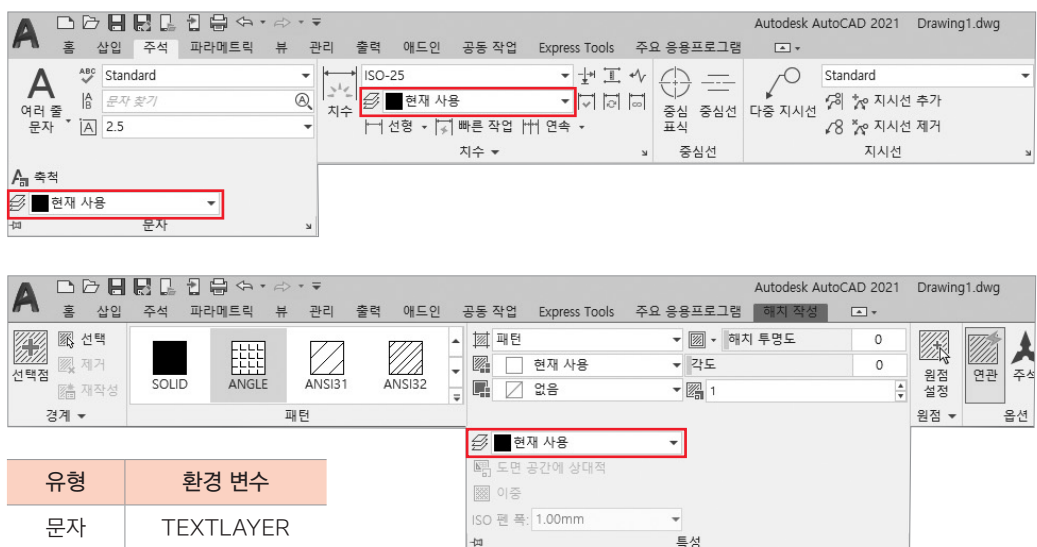 A Autodesk AutoCAD 2021 Drawing1.dwg
홈 삽입 주석 파라메트릭 뷰 관리 출력 애드인 공동 작업 Express Tools 주요 응용프로그램
A ABC Standard ISO-25 Standard
여러 줄 문자 A B 문자 찾기 A 치수 현재 사용 중심 표식 중심선 다중 지시선 지시선 추가
A 2.5 선형 빠른 작업 연속 지시선 제거
치수 중심선 지시선
A 축척
현재 사용
문자
A Autodesk AutoCAD 2021 Drawing1.dwg
홈 삽입 주석 파라메트릭 뷰 관리 출력 애드인 공동 작업 Express Tools 주요 응용프로그램 해치 작성
선택점 선택 패턴 해치 투명도 0
제거 현재 사용 각도 0 원점 설정 연관 주석
재작성 SOLID ANGLE ANSI31 ANSI32 없음 1
경계 패턴 원점 옵션
현재 사용
도면 공간에 상대적
이중
ISO 펜 폭: 1.00mm
특성
유형 환경 변수
문자 TEXTLAYER